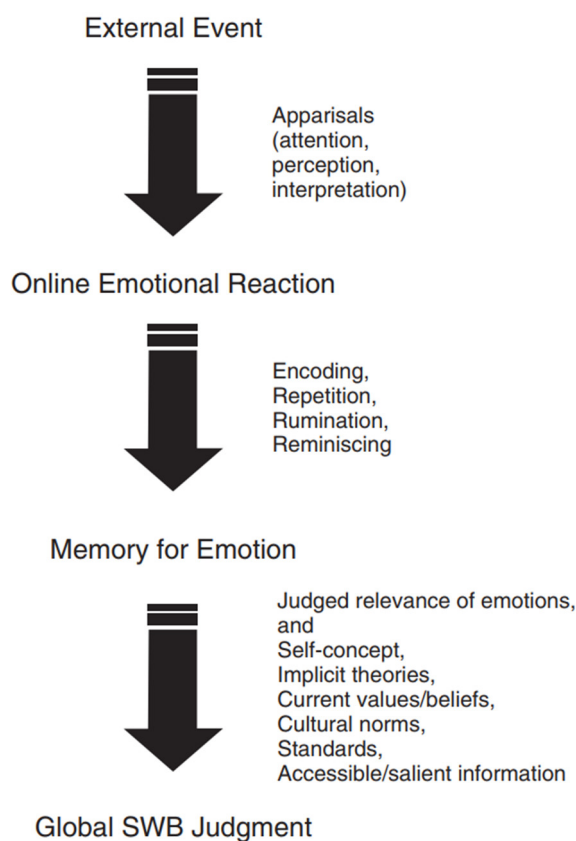 External Event
Apparisals
(attention,
perception,
interpretation)
Online Emotional Reaction
Encoding,
Repetition,
Rumination,
Reminiscing
Memory for Emotion
Judged relevance of emotions,
and
Self-concept,
Implicit theories,
Current values/beliefs,
Cultural norms,
Standards,
Accessible/salient information
Global SWB Judgment